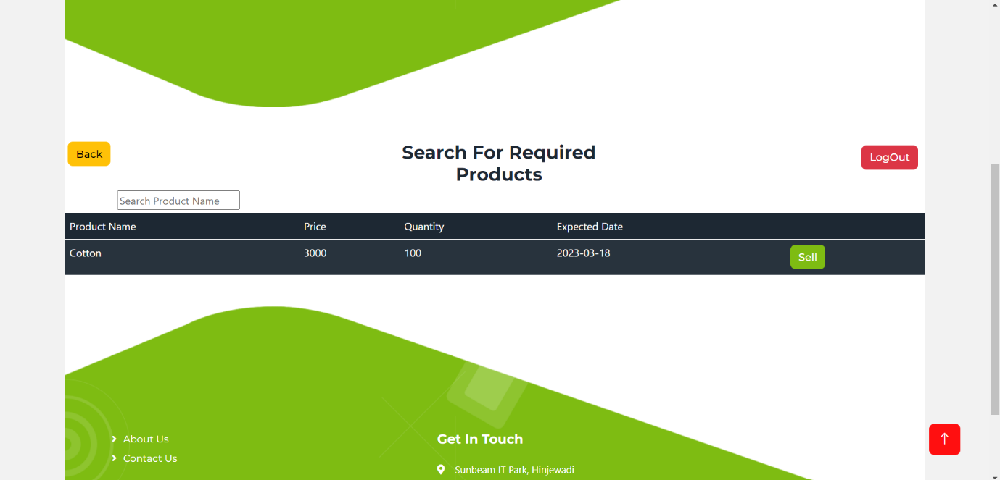 Back
Search For Required
Products
LogOut
Search Product Name
Product Name Price Quantity Expected Date
Cotton 3000 100 2023-03-18 Sell
About Us
Contact Us
Get In Touch
Sunbeam IT Park, Hinjewadi